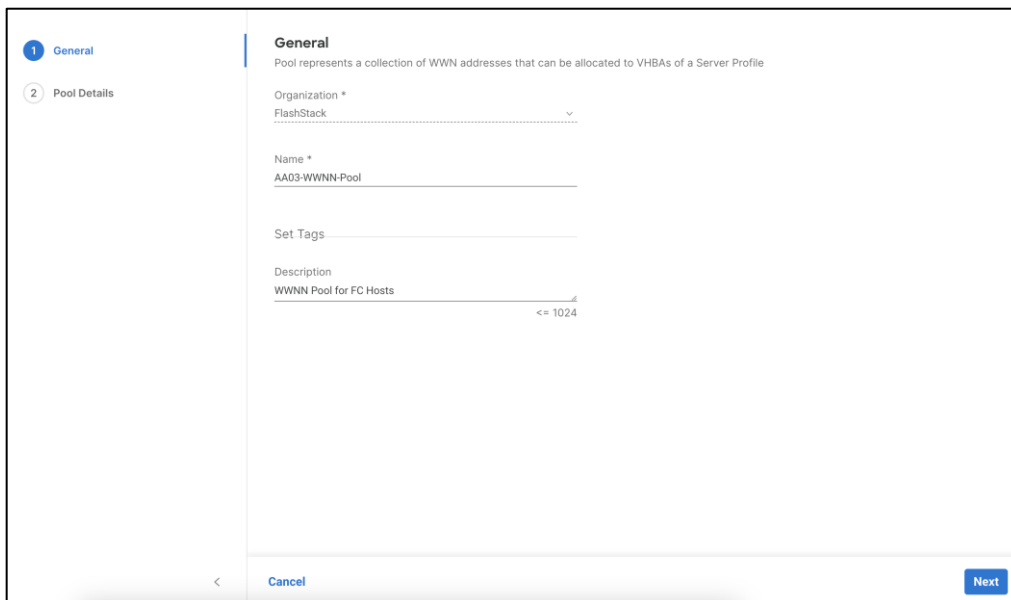 1 General
2 Pool Details
General
Pool represents a collection of WWN addresses that can be allocated to VHBAs of a Server Profile
Organization *
FlashStack
Name *
AA03-WWNN-Pool
Set Tags
Description
WWNN Pool for FC Hosts
<= 1024
< Cancel Next